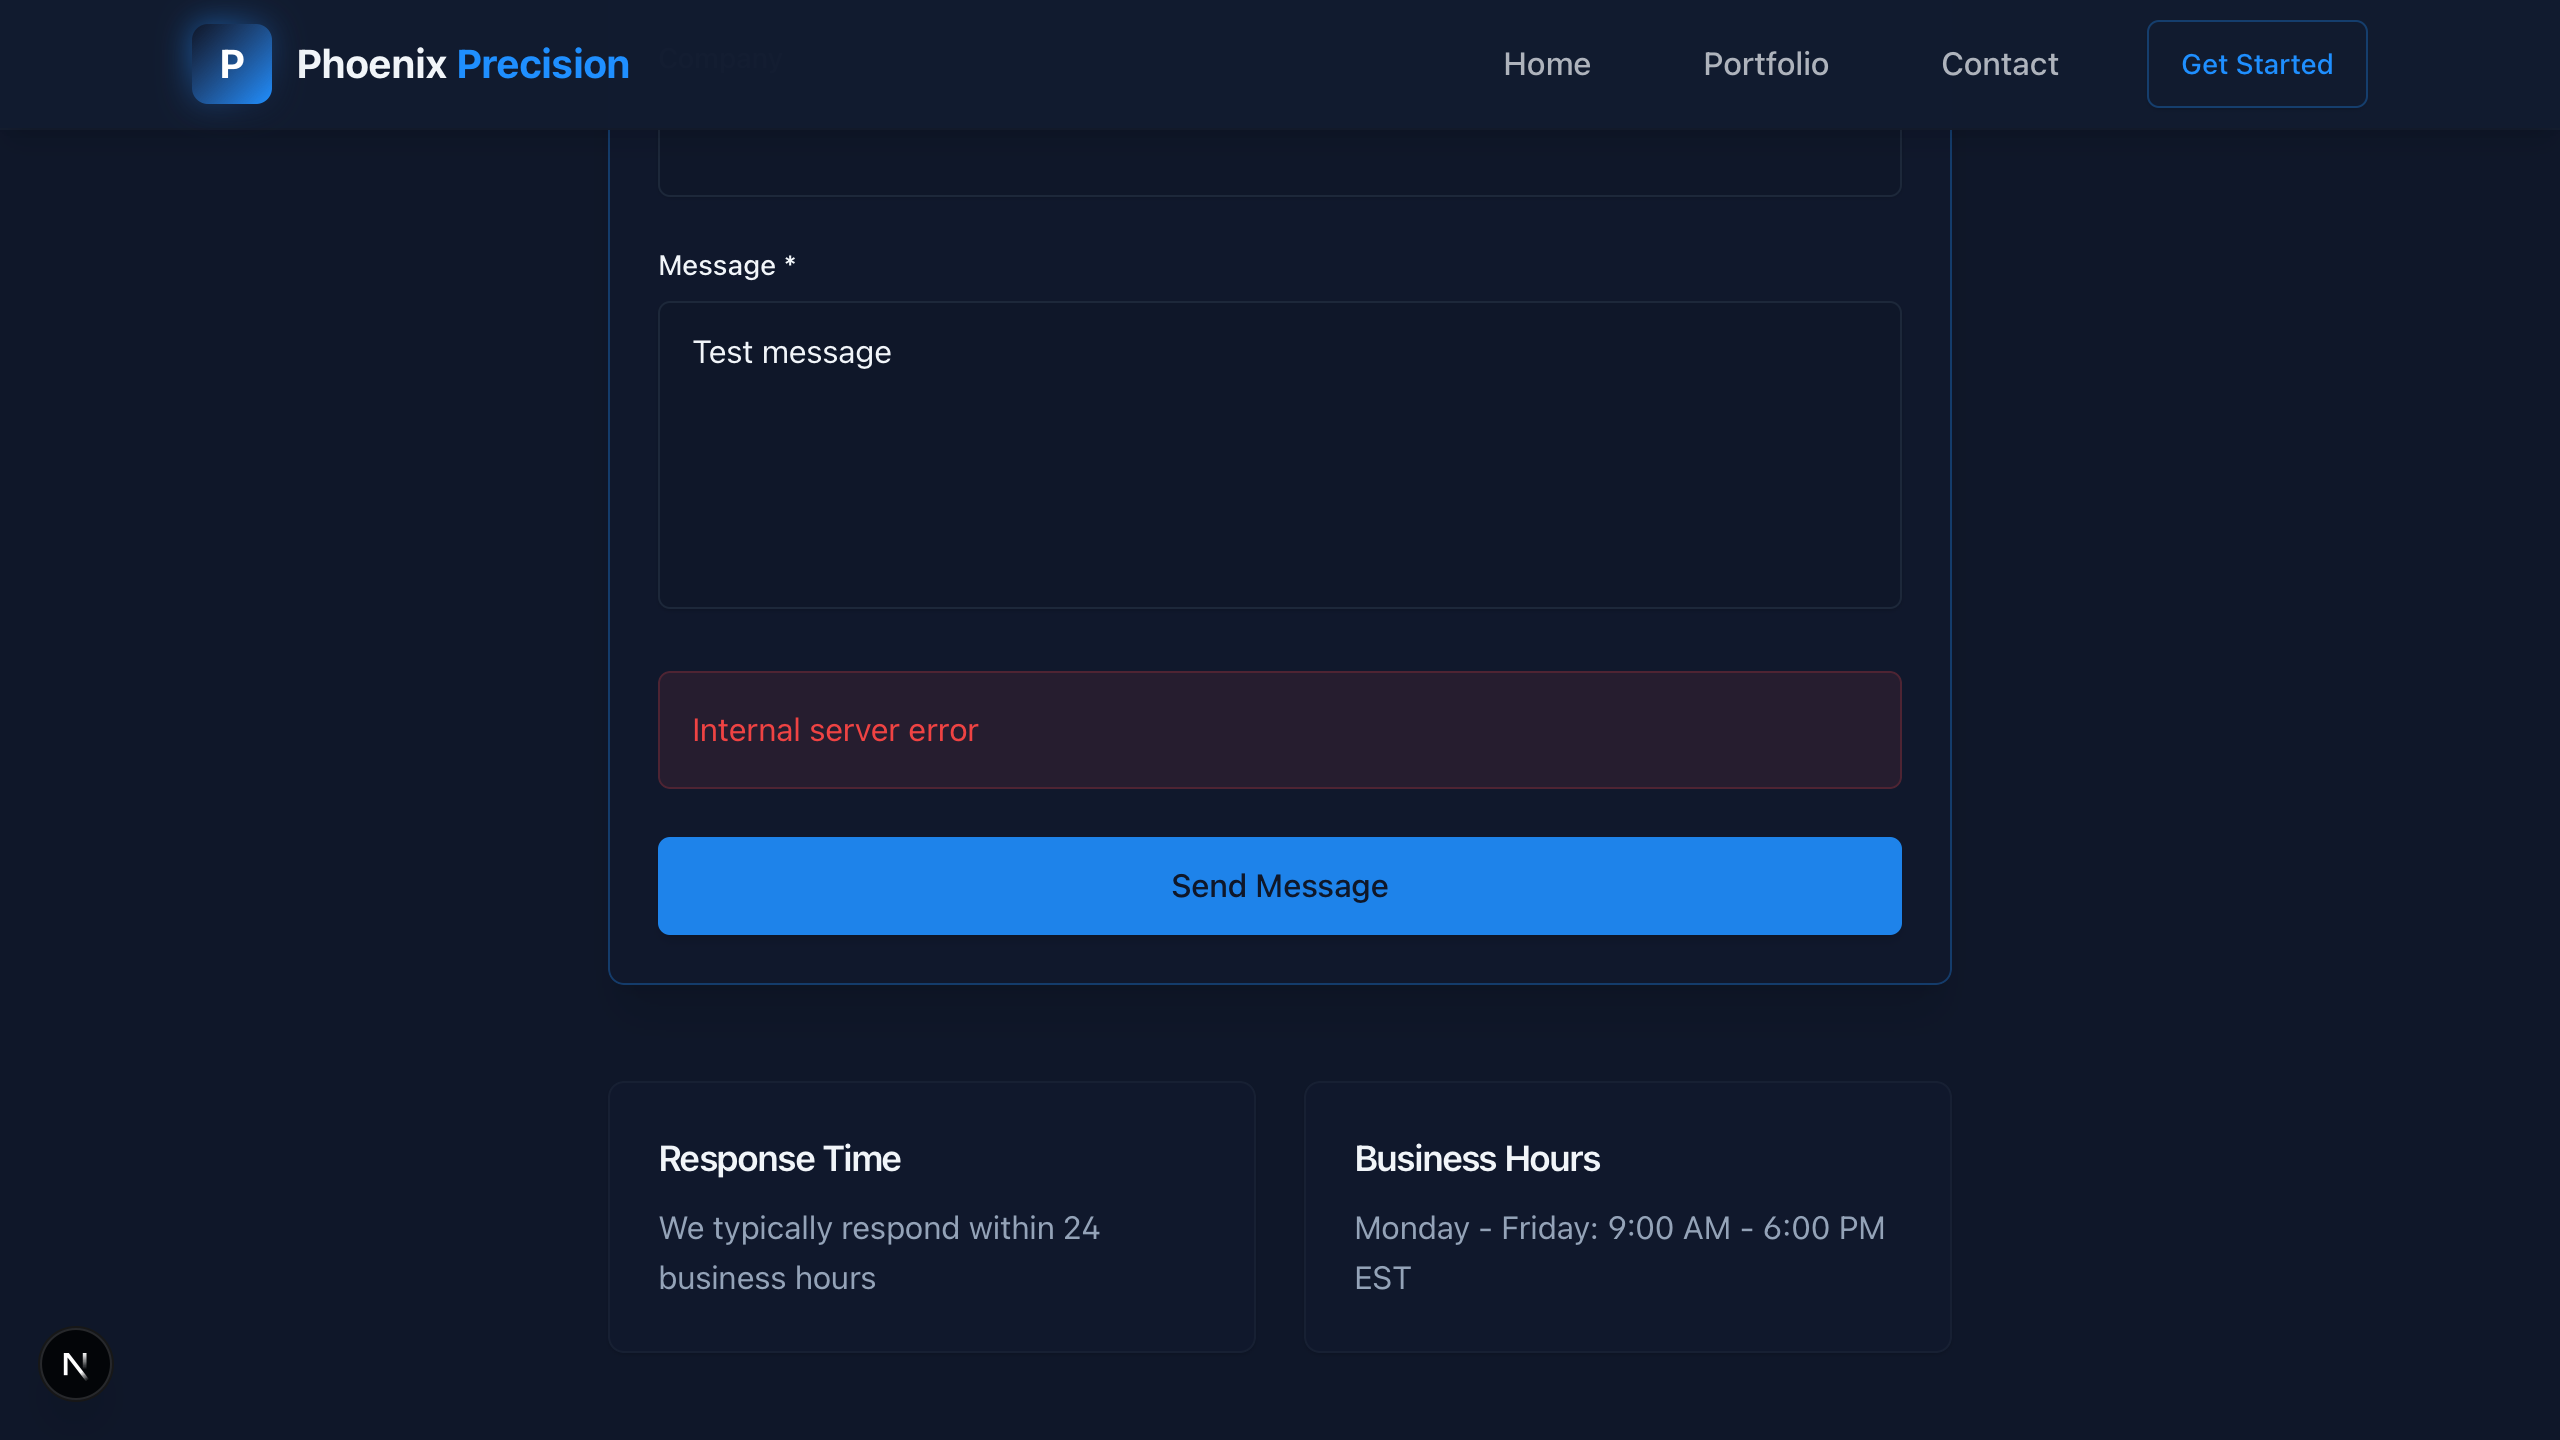 P
Phoenix Precision
Home
Portfolio
Contact
Get Started
Company
Message *
Test message
Internal server error
Send Message
Response Time
We typically respond within 24
business hours
Business Hours
Monday - Friday: 9:00 AM - 6:00 PM
EST
N